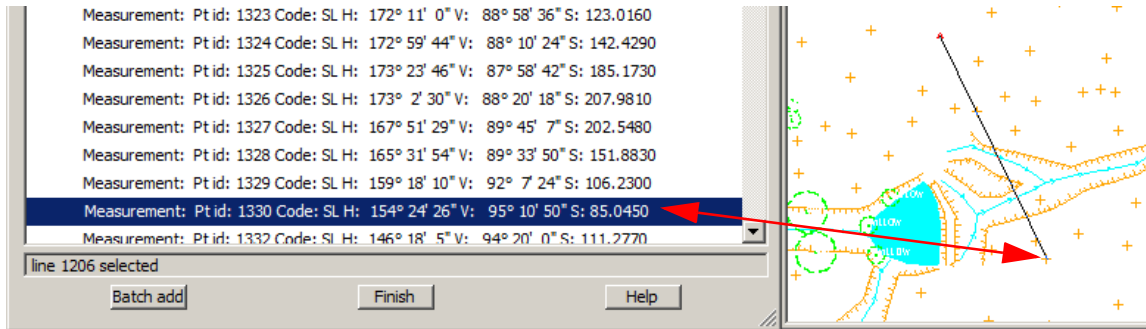 Measurement: Pt id: 1323 Code: SL H: 172° 11' 0" V: 88° 58' 36" S: 123.0160
Measurement: Pt id: 1324 Code: SL H: 172° 59' 44" V: 88° 10' 24" S: 142.4290
Measurement: Pt id: 1325 Code: SL H: 173° 23' 46" V: 87° 58' 42" S: 185.1730
Measurement: Pt id: 1326 Code: SL H: 173° 2' 30" V: 88° 20' 18" S: 207.9810
Measurement: Pt id: 1327 Code: SL H: 167° 51' 29" V: 89° 45' 7" S: 202.5480
Measurement: Pt id: 1328 Code: SL H: 165° 31' 54" V: 89° 33' 50" S: 151.8830
Measurement: Pt id: 1329 Code: SL H: 159° 18' 10" V: 92° 7' 24" S: 106.2300
Measurement: Pt id: 1330 Code: SL H: 154° 24' 26" V: 95° 10' 50" S: 85.0450
Measurement: Pt id: 1332 Code: SL H: 146° 18' 5" V: 94° 20' 0" S: 111.2770
line 1206 selected
Batch add
Finish
Help